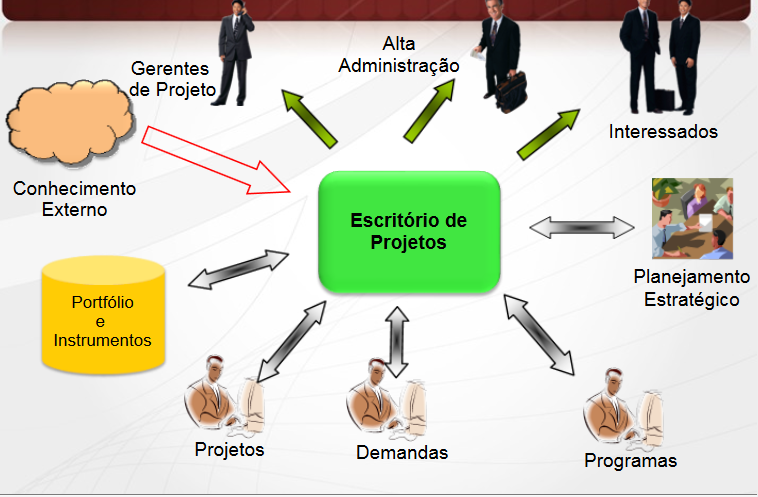 Alta
Administração
Gerentes
de Projeto
Interessados
Conhecimento
Externo
Escritório de
Projetos
Planejamento
Estratégico
Portfólio
e
Instrumentos
Projetos
Demandas
Programas